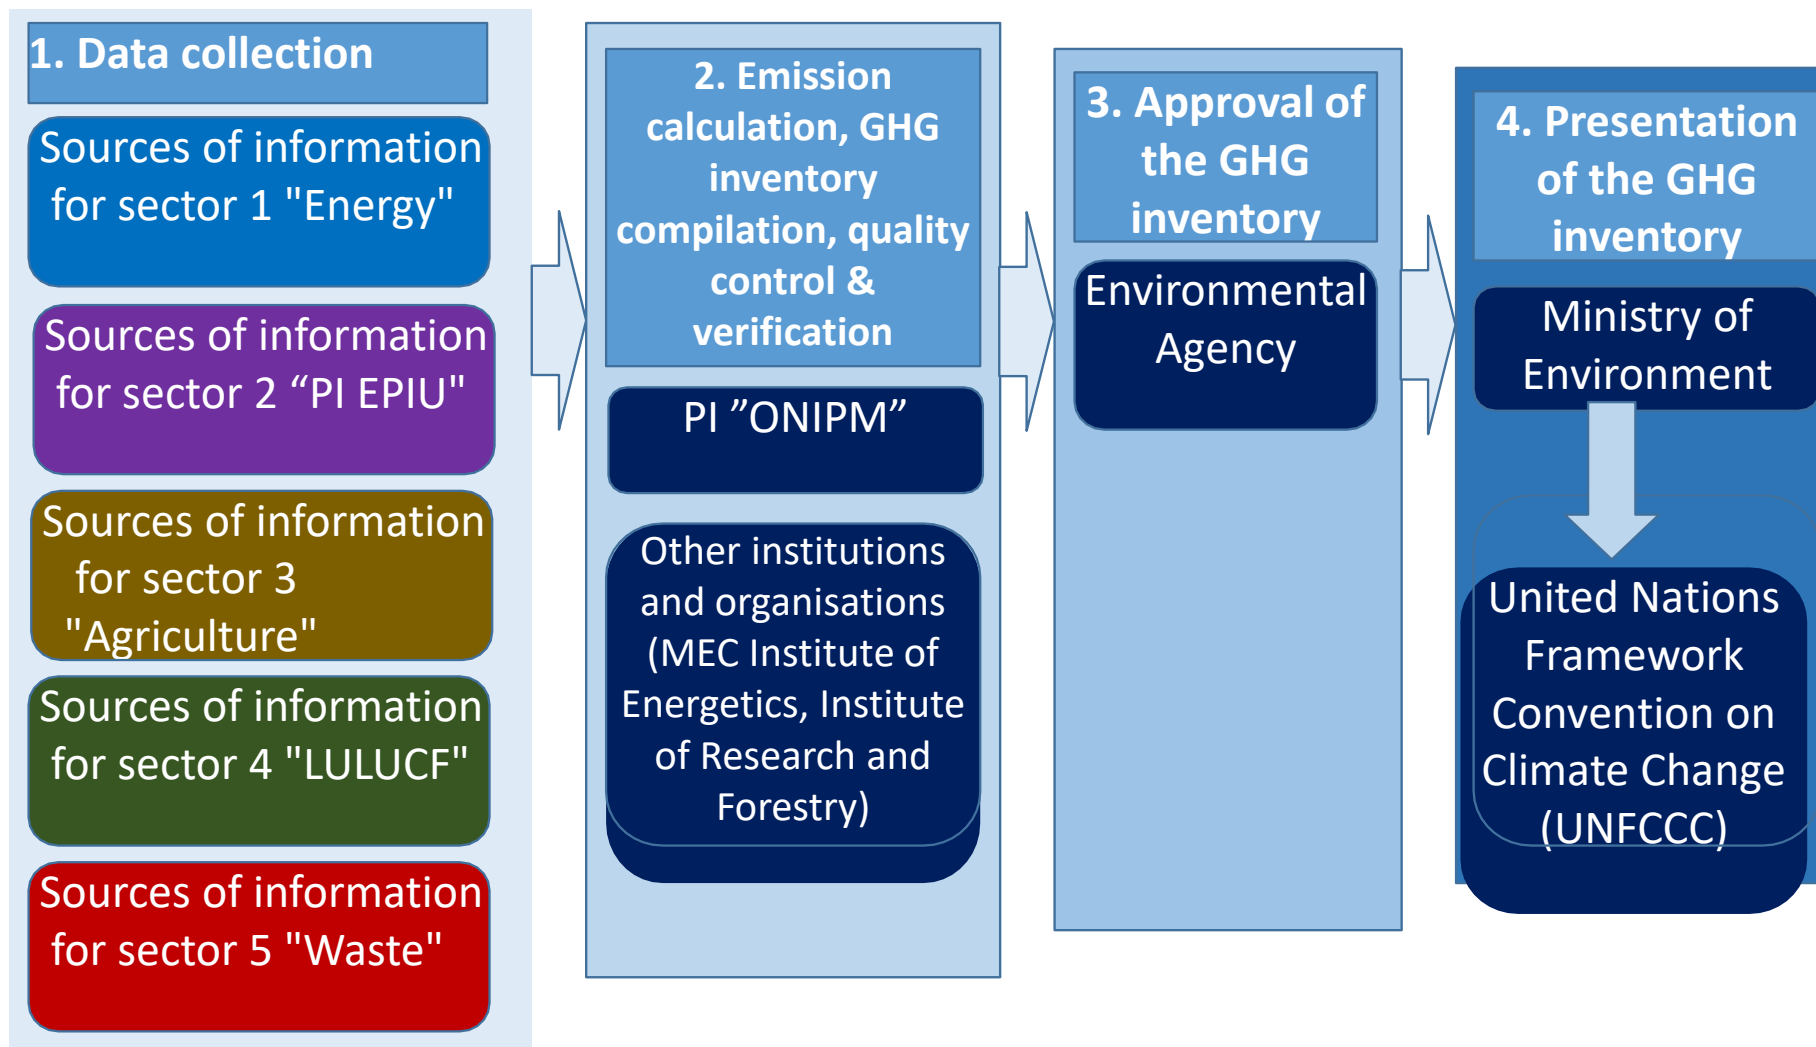 1. Data collection
Sources of information
for sector 1 "Energy"
Sources of information
for sector 2 “PI EPIU"
Sources of information
for sector 3
"Agriculture"
Sources of information
for sector 4 "LULUCF"
Sources of information
for sector 5 "Waste"
2. Emission
calculation, GHG
inventory
compilation, quality
control &
verification
PI ”ONIPM”
Other institutions
and organisations
(MEC Institute of
Energetics, Institute
of Research and
Forestry)
3. Approval of
the GHG
inventory
Environmental
Agency
4. Presentation
of the GHG
inventory
Ministry of
Environment
United Nations
Framework
Convention on
Climate Change
(UNFCCC)